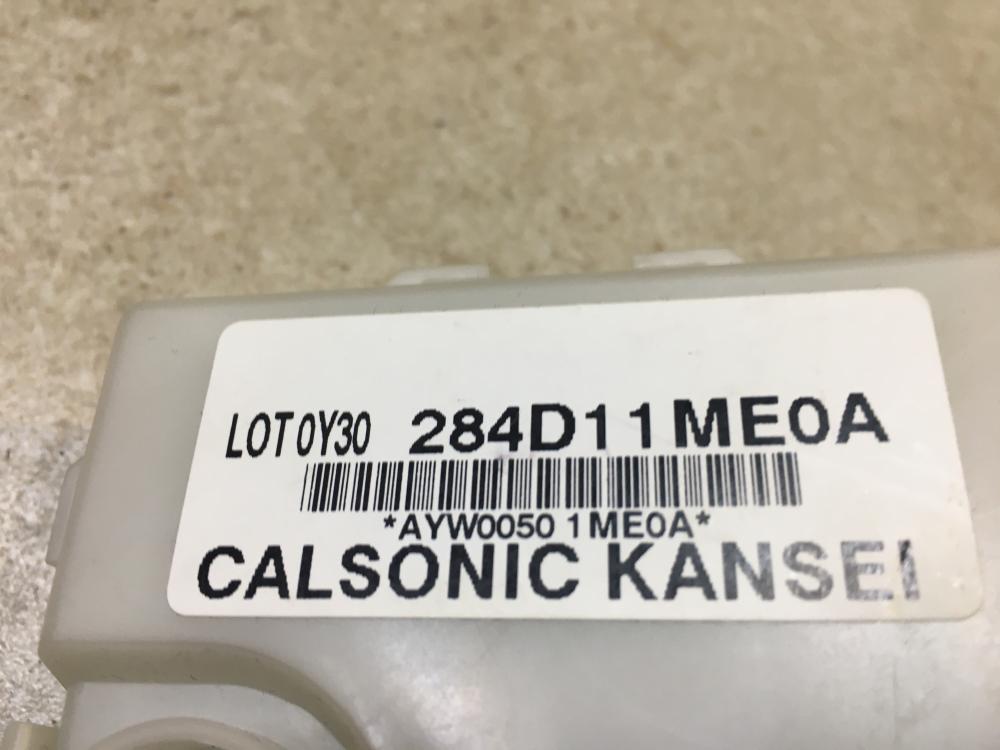 LOT 0Y30 284D11ME0A
*AYW0050 1ME0A*
CALSONIC KANSEI